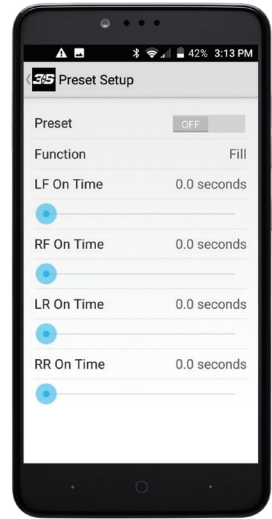 42% 3:13 PM
Preset Setup
Preset OFF
Function Fill
LF On Time 0.0 seconds
RF On Time 0.0 seconds
LR On Time 0.0 seconds
RR On Time 0.0 seconds